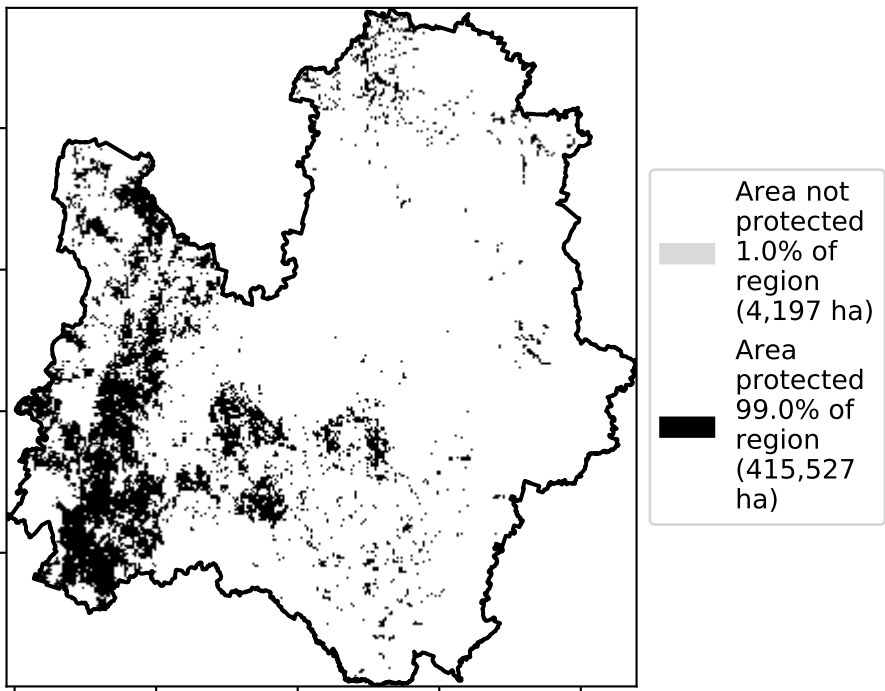 Area not
protected
1.0% of
region
(4,197 ha)
Area
protected
99.0% of
region
(415,527
ha)